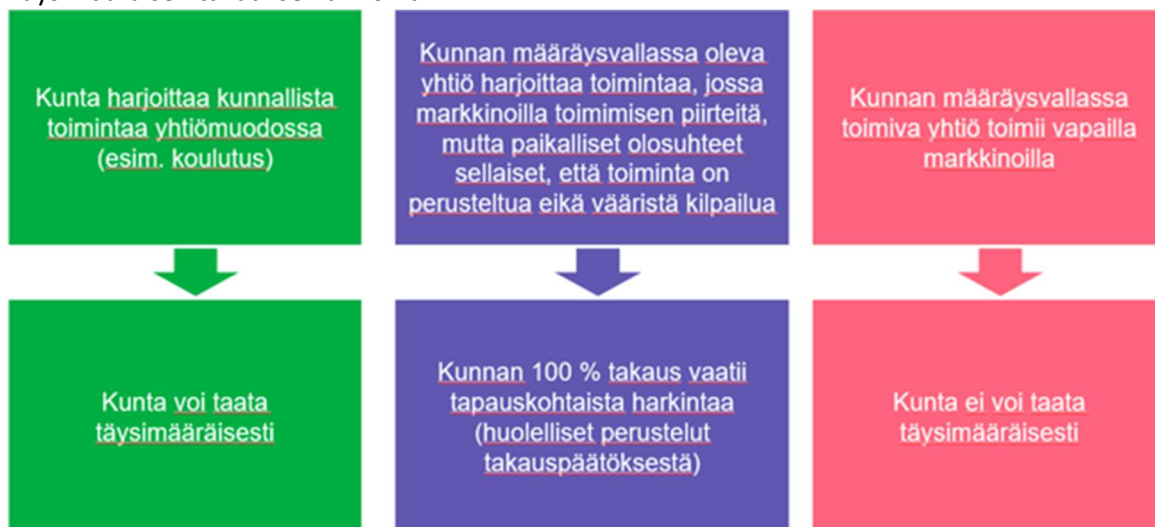 Kunta harjoittaa kunnallista
toimintaa yhtiömuodossa
(esim. koulutus)
Kunnan määräysvallassa oleva
yhtiö harjoittaa toimintaa, jossa
markkinoilla toimimisen piirteitä,
mutta paikalliset olosuhteet
sellaiset, että toiminta on
perusteltua eikä vääristä kilpailua
Kunnan määräysvallassa
toimiva yhtiö toimii vapailla
markkinoilla
Kunta voi taata
täysimääräisesti
Kunnan 100 % takaus vaatii
tapauskohtaista harkintaa
(huolelliset perustelut
takauspäätöksestä)
Kunta ei voi taata
täysimääräisesti